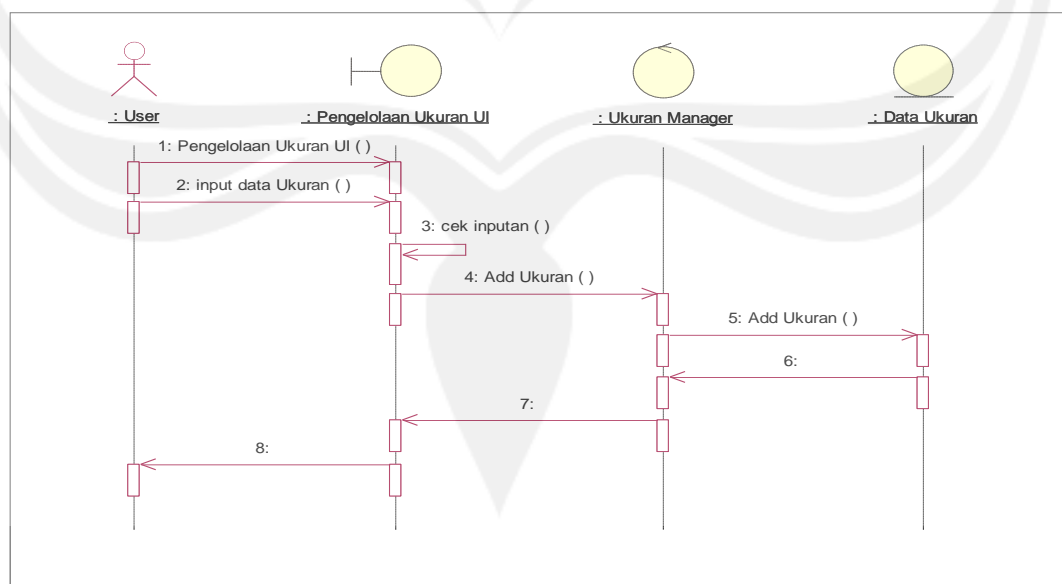 : User
: Pengelolaan Ukuran UI
: Ukuran Manager
: Data Ukuran
1: Pengelolaan Ukuran UI ( )
2: input data Ukuran ( )
3: cek inputan ( )
4: Add Ukuran ( )
5: Add Ukuran ( )
6:
7:
8: